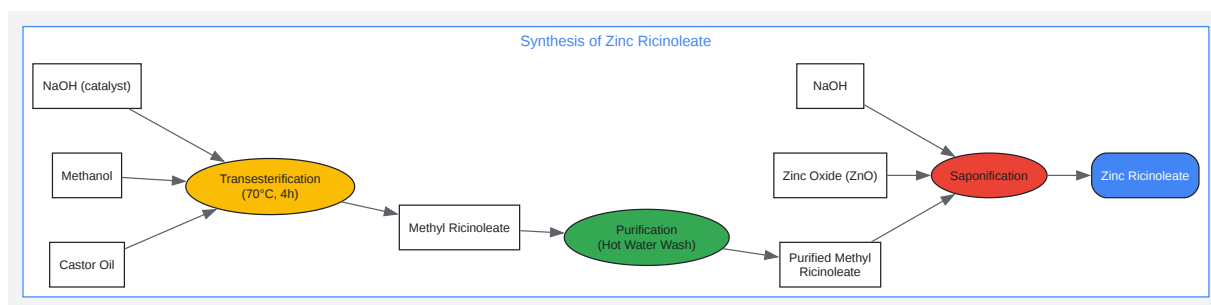 Synthesis of Zinc Ricinoleate
NaOH (catalyst)
Methanol
Castor Oil
Transesterification
(70°C, 4h)
Methyl Ricinoleate
Purification
(Hot Water Wash)
NaOH
Zinc Oxide (ZnO)
Purified Methyl
Ricinoleate
Saponification
Zinc Ricinoleate